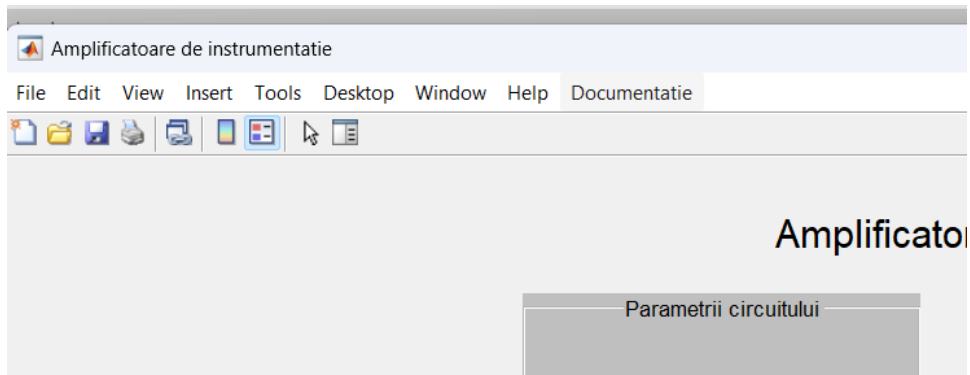 Amplificatoare de instrumentatie
File Edit View Insert Tools Desktop Window Help Documentatie
Amplificator
Parametrii circuitului